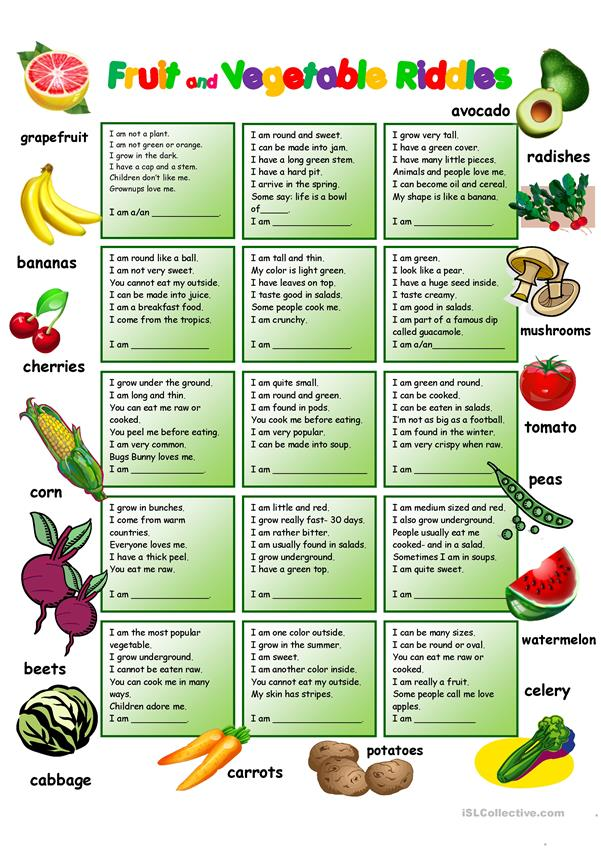 Fruit and Vegetable Riddles
avocado
grapefruit
radishes
bananas
mushrooms
cherries
tomato
corn
peas
beets
watermelon
celery
cabbage
carrots
potatoes
I am not a plant.
I am not green or orange.
I grow in the dark.
I have a cap and a stem.
Children don't like me.
Grownups love me.
I am a/an ____________.
I am round and sweet.
I can be made into jam.
I have a long green stem.
I have a hard pit.
I arrive in the spring.
Some say: life is a bowl
of_____.
I am ______________.
I grow very tall.
I have a green cover.
I have many little pieces.
Animals and people love me.
I can become oil and cereal.
My shape is like a banana.
I am ______________.
I am round like a ball.
I am not very sweet.
You cannot eat my outside.
I can be made into juice.
I am a breakfast food.
I come from the tropics.
I am ______________
I am tall and thin.
My color is light green.
I have leaves on top.
I taste good in salads.
Some people cook me.
I am crunchy.
I am ______________.
I am green.
I look like a pear.
I have a huge seed inside.
I taste creamy.
I am good in salads.
I am part of a famous dip
called guacamole.
I am a/an______________
I grow under the ground.
I am long and thin.
You can eat me raw or
cooked.
You peel me before eating.
I am very common.
Bugs Bunny loves me.
I am _____________.
I am quite small.
I am round and green.
I am found in pods.
You cook me before eating.
I am very popular.
I can be made into soup.
I am _________________
I am green and round.
I can be cooked.
I can be eaten in salads.
I'm not as big as a football.
I am found in the winter.
I am very crispy when raw.
I am ______________
I grow in bunches.
I come from warm
countries.
Everyone loves me.
I have a thick peel.
You eat me raw.
I am ______________.
I am little and red.
I grow really fast- 30 days.
I am rather bitter.
I am usually found in salads.
I grow underground.
I have a green top.
I am ________________
I am medium sized and red.
I also grow underground.
People usually eat me
cooked- and in a salad.
Sometimes I am in soups.
I am quite sweet.
I am ________________
I am the most popular
vegetable.
I grow underground.
I cannot be eaten raw.
You can cook me in many
ways.
Children adore me.
I am __________.
I am one color outside.
I grow in the summer.
I am sweet.
I am another color inside.
You cannot eat my outside.
My skin has stripes.
I am _______________.
I can be many sizes.
I can be round or oval.
You can eat me raw or
cooked.
I am really a fruit.
Some people call me love
apples.
I am ___________
iSLCollective.com